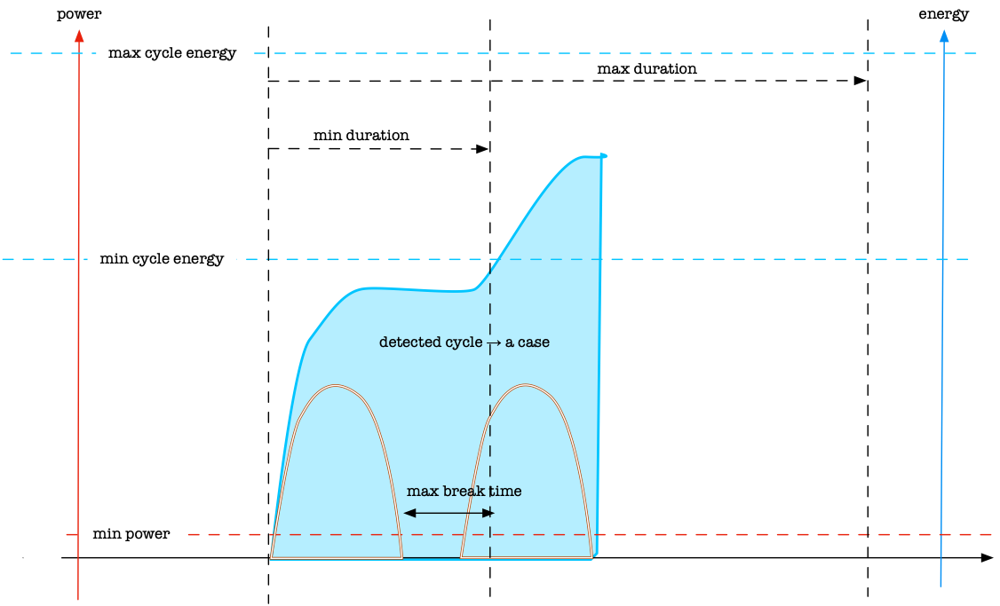 power
energy
max cycle energy
max duration
min duration
min cycle energy
detected cycle → a case
max break time
min power